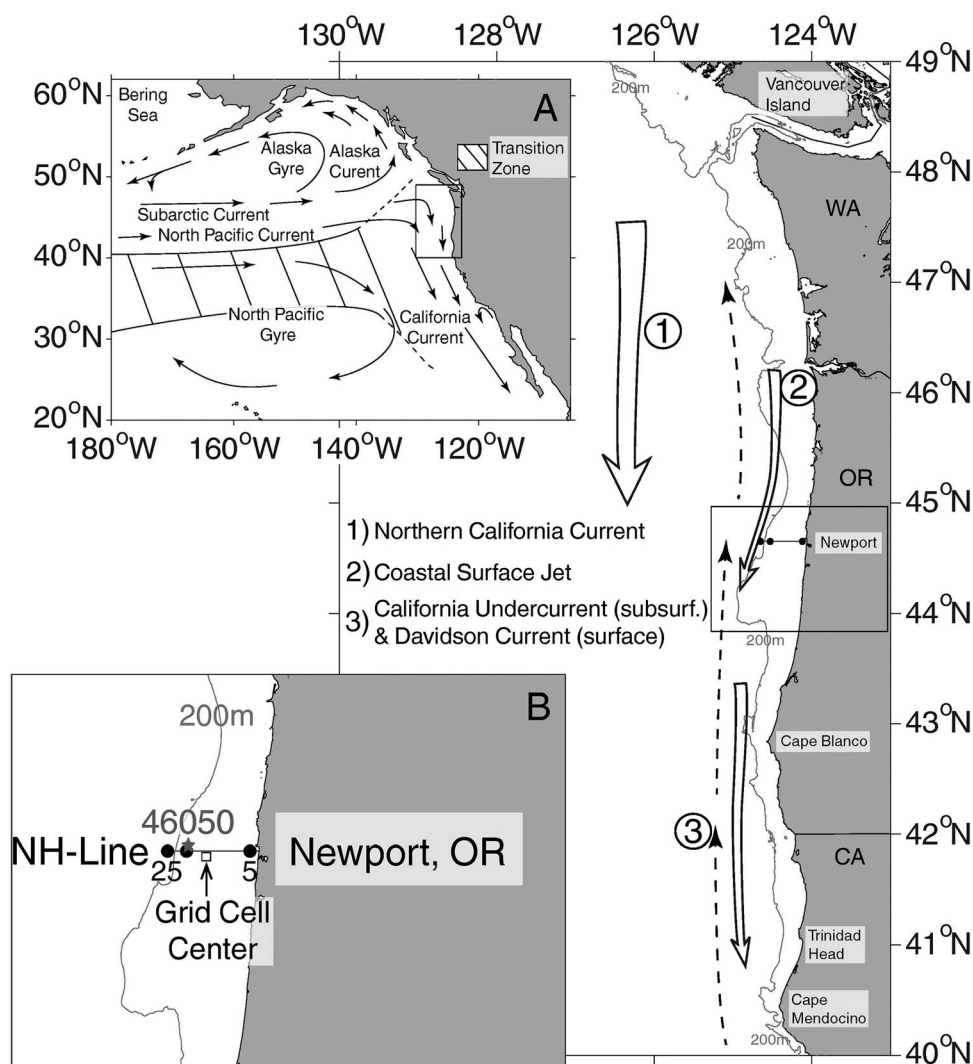 130°W 128°W 126°W 124°W
49°N
48°N
47°N
46°N
45°N
44°N
43°N
42°N
41°N
40°N
A
60°N
50°N
40°N
30°N
20°N
180°W 160°W 140°W 120°W
Bering
Sea
Alaska
Gyre
Alaska
Curent
Transition
Zone
Subarctic Current
North Pacific Current
North Pacific
Gyre
California
Current
200m
Vancouver
Island
WA
200m
1
2
OR
Newport
200m
Cape Blanco
3
CA
Trinidad
Head
Cape
Mendocino
200m
1) Northern California Current
2) Coastal Surface Jet
3) California Undercurrent (subsurf.)
& Davidson Current (surface)
B
200m
46050
NH-Line
Newport, OR
25 5
Grid Cell
Center